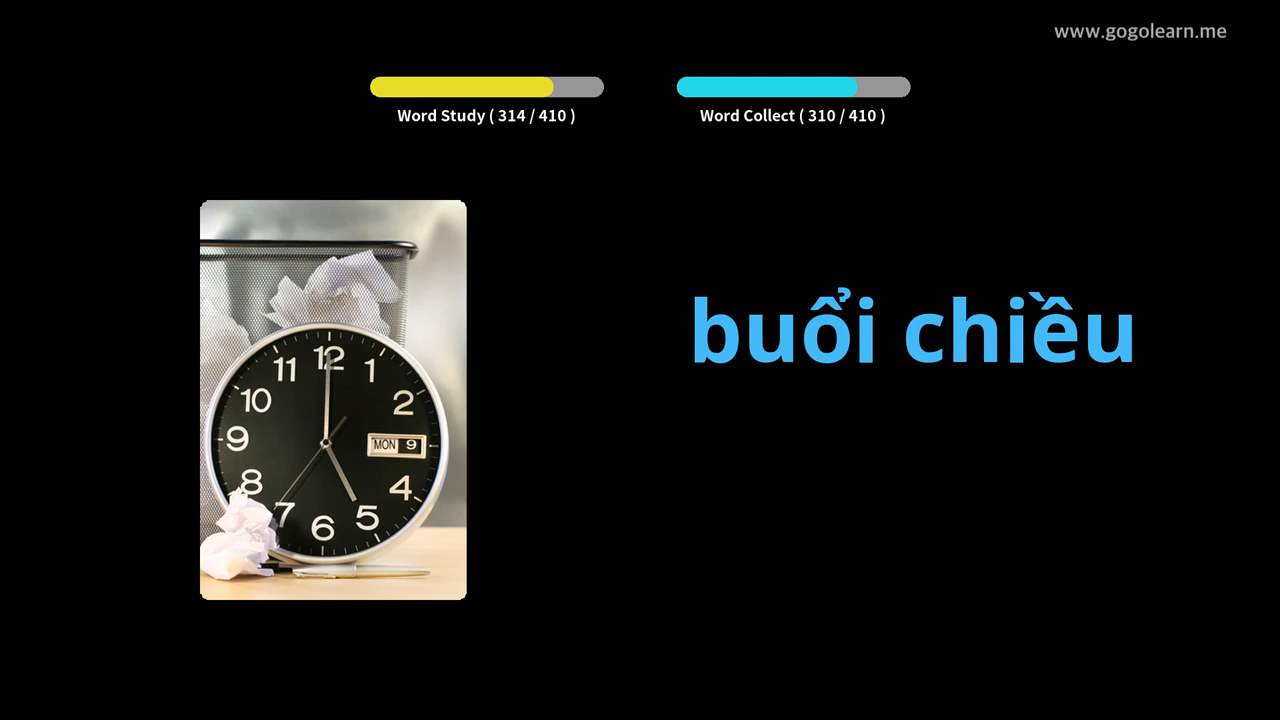 www.gogolearn.me
Word Study ( 314 / 410 )
Word Collect ( 310 / 410 )
buổi chiều
12
11
1
10
2
9
MON 9
8
4
7
5
6